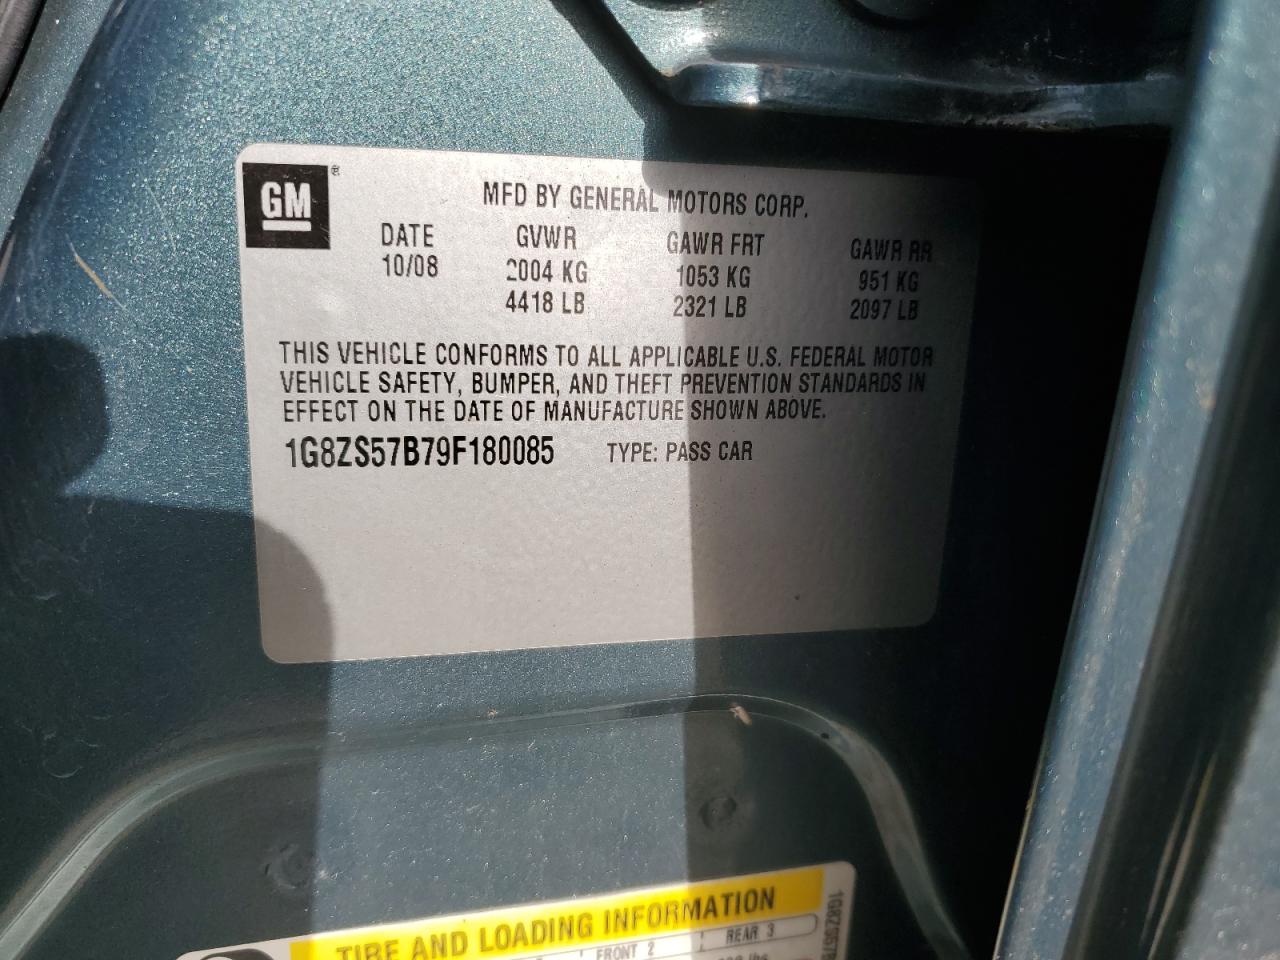 GM ®
MFD BY GENERAL MOTORS CORP.
DATE GVWR GAWR FRT GAWR RR
10/08 2004 KG 1053 KG 951 KG
4418 LB 2321 LB 2097 LB
THIS VEHICLE CONFORMS TO ALL APPLICABLE U.S. FEDERAL MOTOR
VEHICLE SAFETY, BUMPER, AND THEFT PREVENTION STANDARDS IN
EFFECT ON THE DATE OF MANUFACTURE SHOWN ABOVE.
1G8ZS57B79F180085 TYPE: PASS CAR
TIRE AND LOADING INFORMATION
FRONT 2 REAR 3
1G8ZS57B